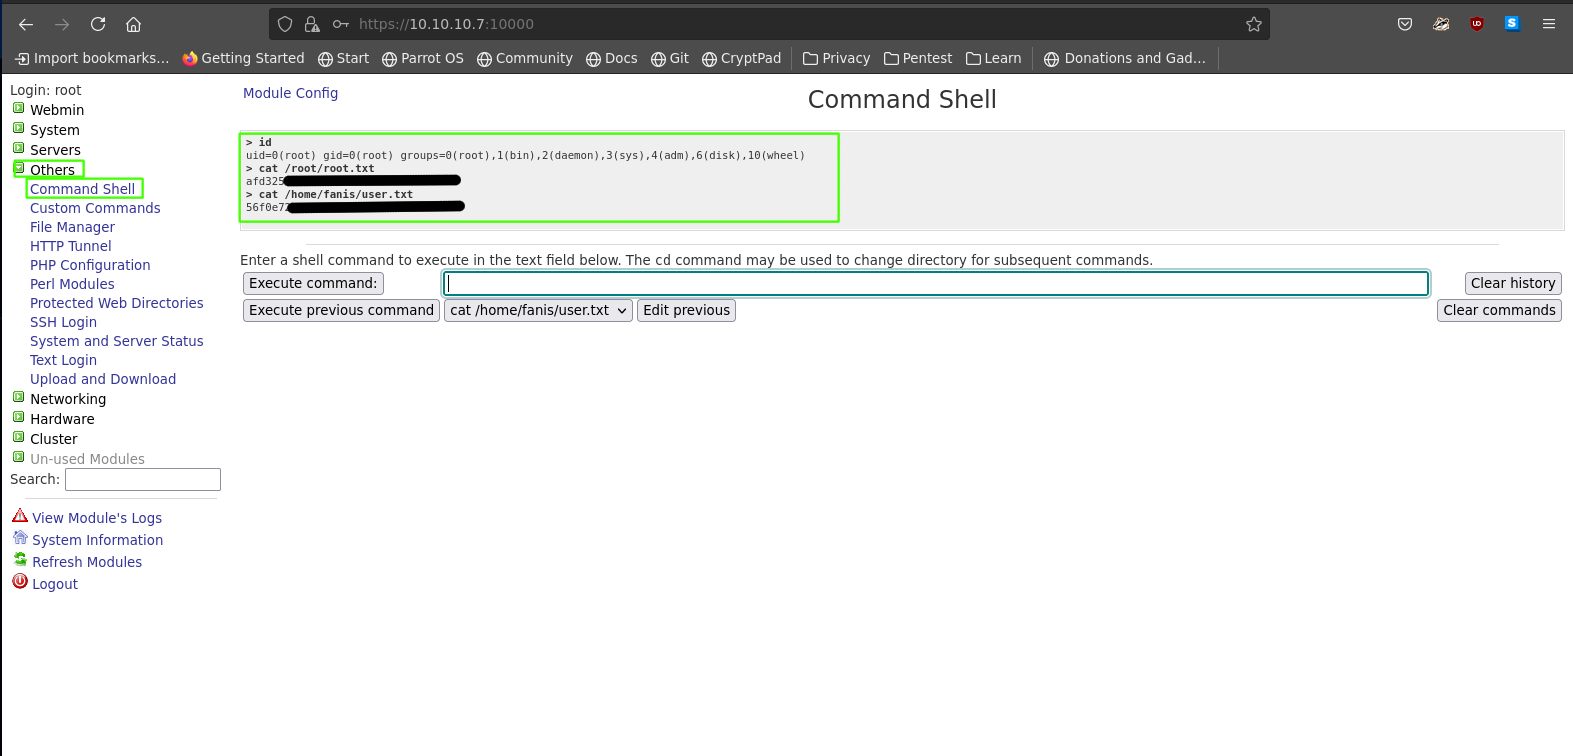 https://10.10.10.7:10000
Import bookmarks... Getting Started Start Parrot OS Community Docs Git CryptPad Privacy Pentest Learn Donations and Gad...
Login: root
Webmin
System
Servers
Others
Command Shell
Custom Commands
File Manager
HTTP Tunnel
PHP Configuration
Perl Modules
Protected Web Directories
SSH Login
System and Server Status
Text Login
Upload and Download
Networking
Hardware
Cluster
Un-used Modules
Search:
View Module's Logs
System Information
Refresh Modules
Logout
Module Config
Command Shell
> id
uid=0(root) gid=0(root) groups=0(root),1(bin),2(daemon),3(sys),4(adm),6(disk),10(wheel)
> cat /root/root.txt
afd325
> cat /home/fanis/user.txt
56f0e7
Enter a shell command to execute in the text field below. The cd command may be used to change directory for subsequent commands.
Execute command: Clear history
Execute previous command cat /home/fanis/user.txt Edit previous Clear commands